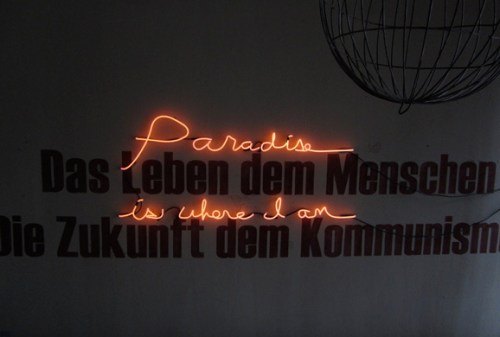 Paradise
Das Leben dem Menschen
is where I am
Die Zukunft dem Kommunism